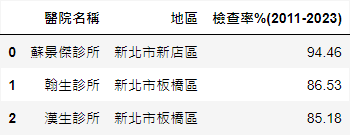 醫院名稱 地區 檢查率%(2011-2023)
0 蘇景傑診所 新北市新店區 94.46
1 翰生診所 新北市板橋區 86.53
2 漢生診所 新北市板橋區 85.18